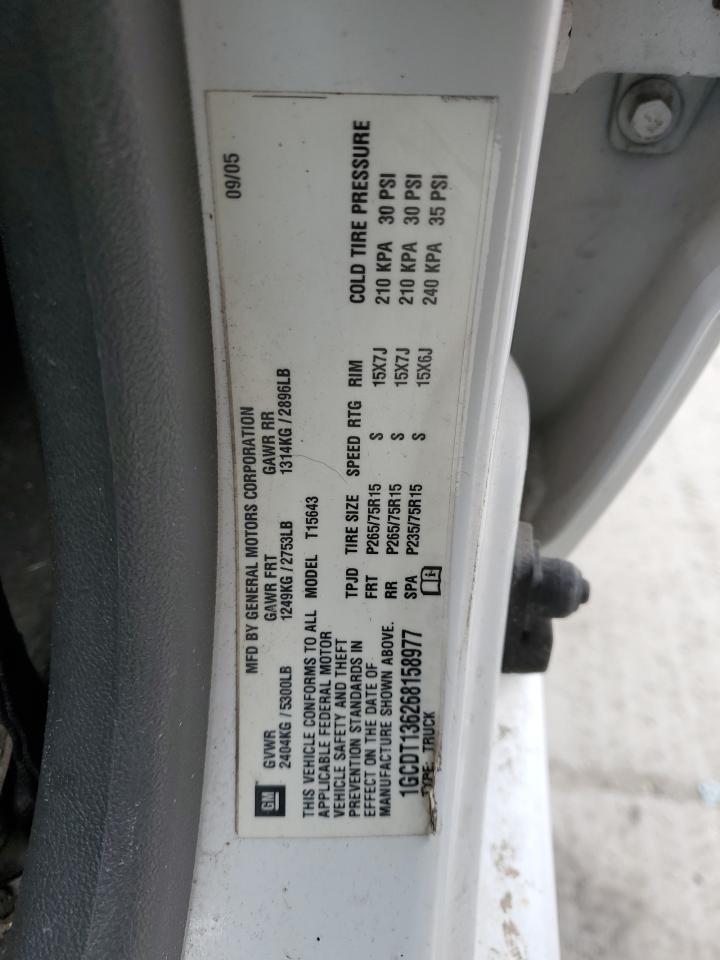 MFD BY GENERAL MOTORS CORPORATION 09/05
GM GVWR GAWR FRT GAWR RR
2404KG / 5300LB 1249KG / 2753LB 1314KG / 2896LB
THIS VEHICLE CONFORMS TO ALL MODEL T15643
APPLICABLE FEDERAL MOTOR
VEHICLE SAFETY AND THEFT
PREVENTION STANDARDS IN
EFFECT ON THE DATE OF
MANUFACTURE SHOWN ABOVE.
1GCDT136268158977
TYPE: TRUCK
TPJD TIRE SIZE SPEED RTG RIM COLD TIRE PRESSURE
FRT P265/75R15 S 15X7J 210 KPA 30 PSI
RR P265/75R15 S 15X7J 210 KPA 30 PSI
SPA P235/75R15 S 15X6J 240 KPA 35 PSI